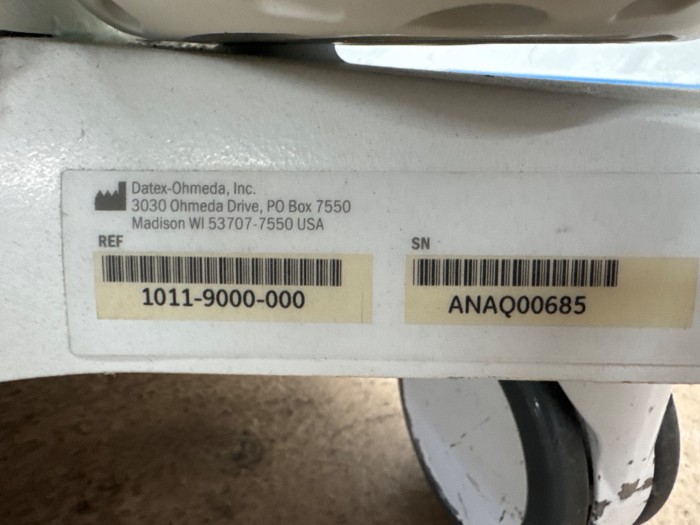 Datex-Ohmeda, Inc.
3030 Ohmeda Drive, PO Box 7550
Madison WI 53707-7550 USA
REF
1011-9000-000
SN
ANAQ00685